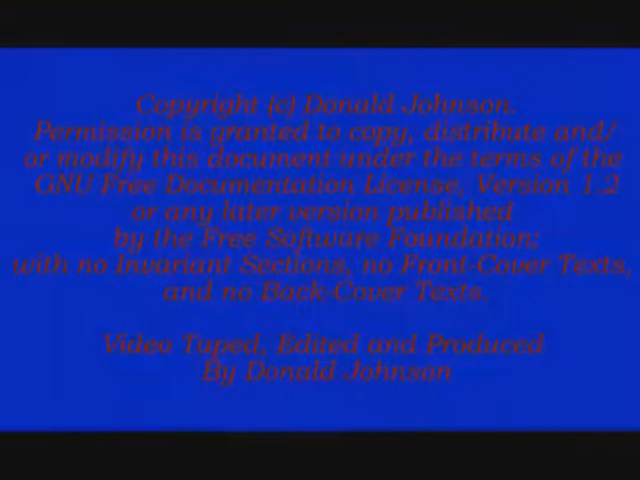 Copyright (c) Donald Johnson.
Permission is granted to copy, distribute and/
or modify this document under the terms of the
GNU Free Documentation License, Version 1.2
or any later version published
by the Free Software Foundation;
with no Invariant Sections, no Front-Cover Texts,
and no Back-Cover Texts.
Video Taped, Edited and Produced
By Donald Johnson